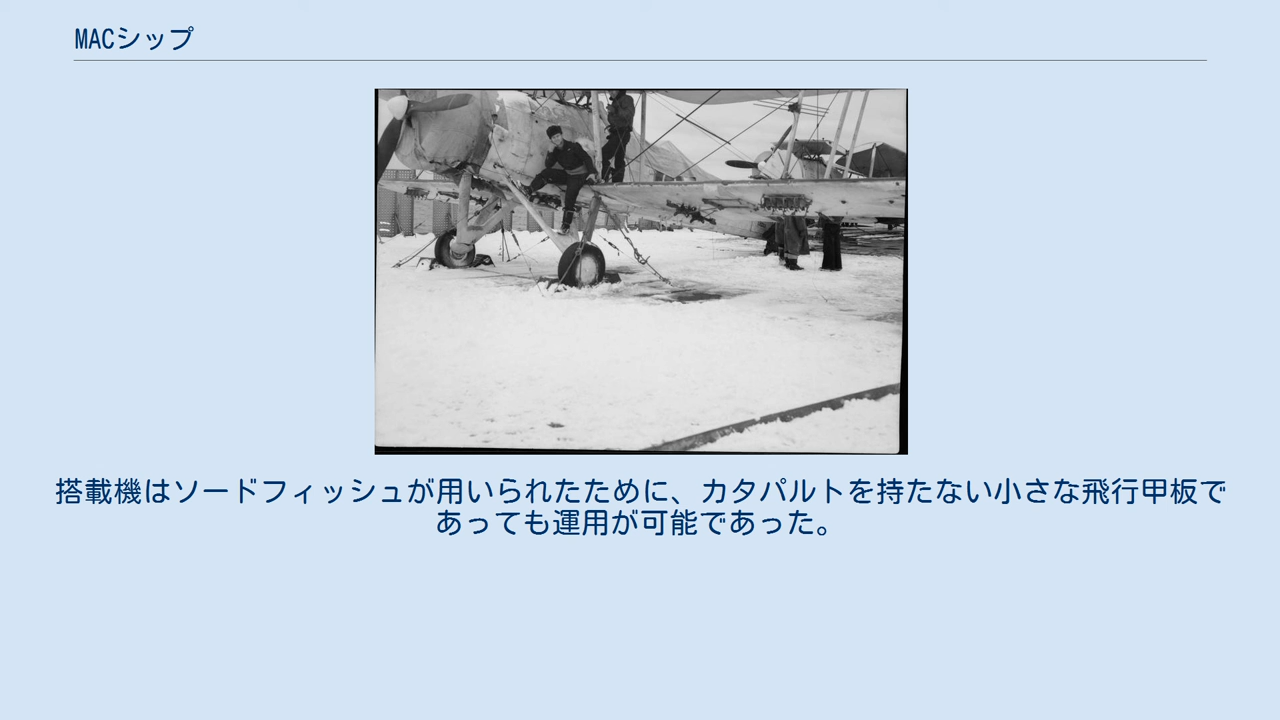 MACシップ
搭載機はソードフィッシュが用いられたために、カタパルトを持たない小さな飛行甲板で
あっても運用が可能であった。